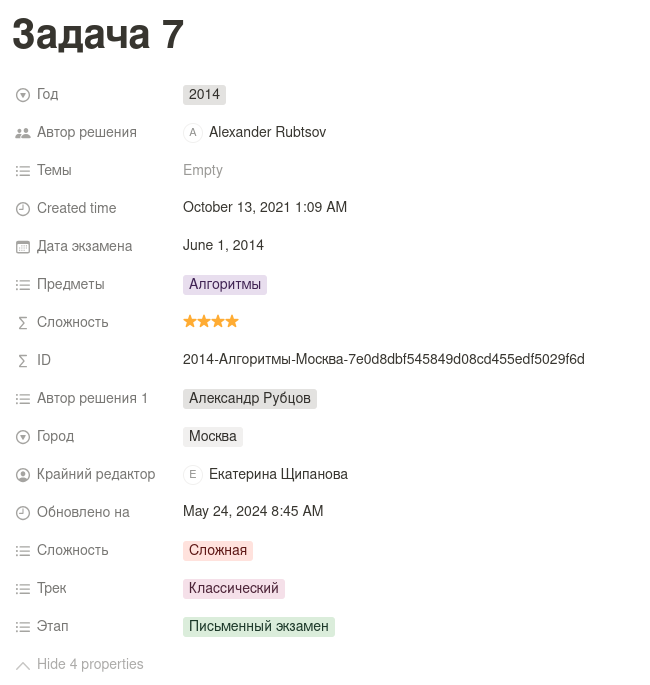 Задача 7
Год 2014
Автор решения A Alexander Rubtsov
Темы Empty
Created time October 13, 2021 1:09 AM
Дата экзамена June 1, 2014
Предметы Алгоритмы
Сложность ★★★★
ID 2014-Алгоритмы-Москва-7e0d8dbf545849d08cd455edf5029f6d
Автор решения 1 Александр Рубцов
Город Москва
Крайний редактор E Екатерина Щипанова
Обновлено на May 24, 2024 8:45 AM
Сложность Сложная
Трек Классический
Этап Письменный экзамен
Hide 4 properties